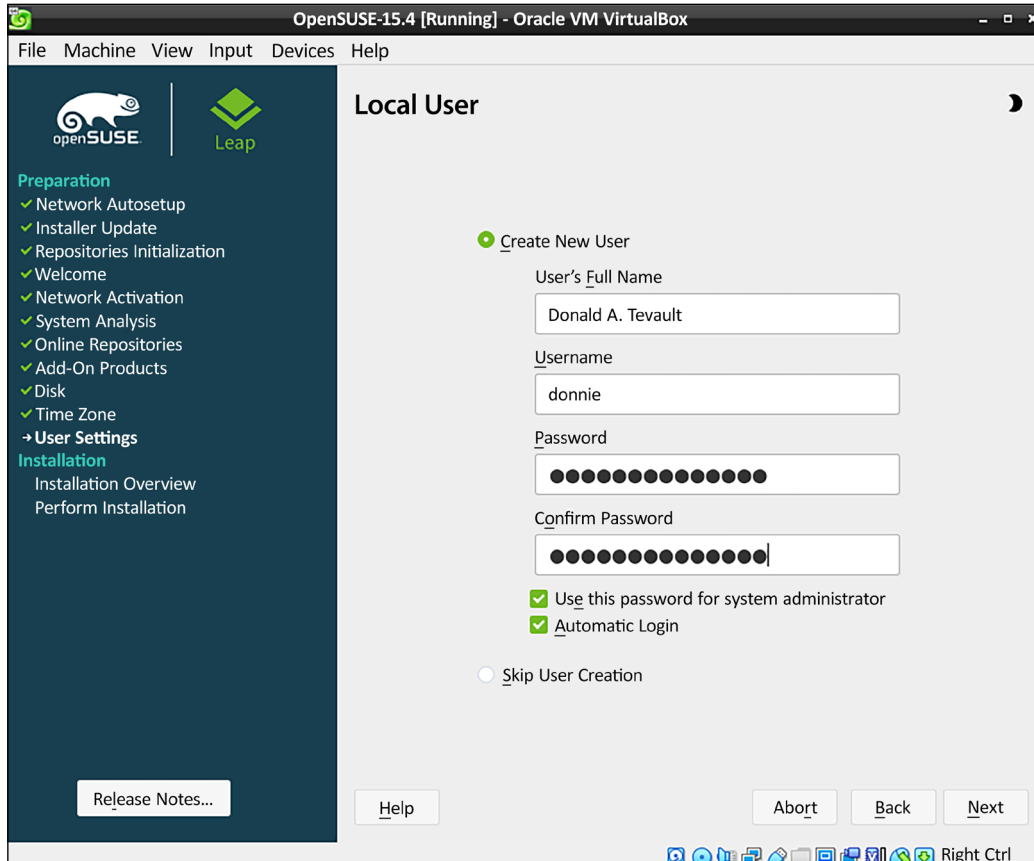 OpenSUSE-15.4 [Running] - Oracle VM VirtualBox
File Machine View Input Devices Help
openSUSE
Leap
Preparation
Network Autosetup
Installer Update
Repositories Initialization
Welcome
Network Activation
System Analysis
Online Repositories
Add-On Products
Disk
Time Zone
User Settings
Installation
Installation Overview
Perform Installation
Release Notes...
Local User
Create New User
User's Full Name
Donald A. Tevault
Username
donnie
Password
●●●●●●●●●●●●●●
Confirm Password
●●●●●●●●●●●●●●
Use this password for system administrator
Automatic Login
Skip User Creation
Help Abort Back Next
Right Ctrl